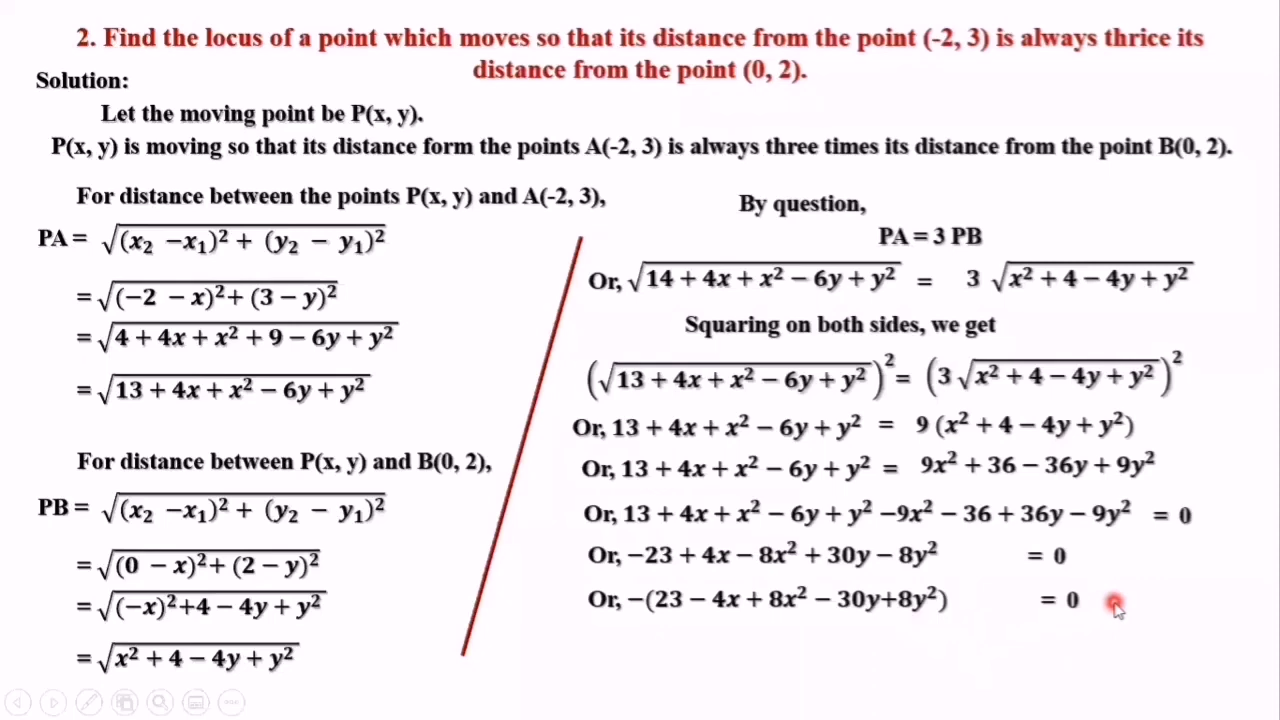 2. Find the locus of a point which moves so that its distance from the point (-2, 3) is always thrice its
distance from the point (0, 2).
Solution:
Let the moving point be P(x, y).
P(x, y) is moving so that its distance form the points A(-2, 3) is always three times its distance from the point B(0, 2).
For distance between the points P(x, y) and A(-2, 3),
PA = √(x₂ −x₁)² + (y₂ − y₁)²
= √(−2 − x)²+ (3 − y)²
= √4 + 4x + x² + 9 − 6y + y²
= √13 + 4x + x² − 6y + y²
For distance between P(x, y) and B(0, 2),
PB = √(x₂ −x₁)² + (y₂ − y₁)²
= √(0 − x)²+ (2 − y)²
= √(−x)²+4 − 4y + y²
= √x² + 4 − 4y + y²
By question,
PA = 3 PB
Or, √14 + 4x + x² − 6y + y² = 3 √x² + 4 − 4y + y²
Squaring on both sides, we get
(√13 + 4x + x² − 6y + y²)² = (3 √x² + 4 − 4y + y²)²
Or, 13 + 4x + x² − 6y + y² = 9 (x² + 4 − 4y + y²)
Or, 13 + 4x + x² − 6y + y² = 9x² + 36 − 36y + 9y²
Or, 13 + 4x + x² − 6y + y² −9x² − 36 + 36y − 9y² = 0
Or, −23 + 4x − 8x² + 30y − 8y² = 0
Or, −(23 − 4x + 8x² − 30y+8y²) = 0